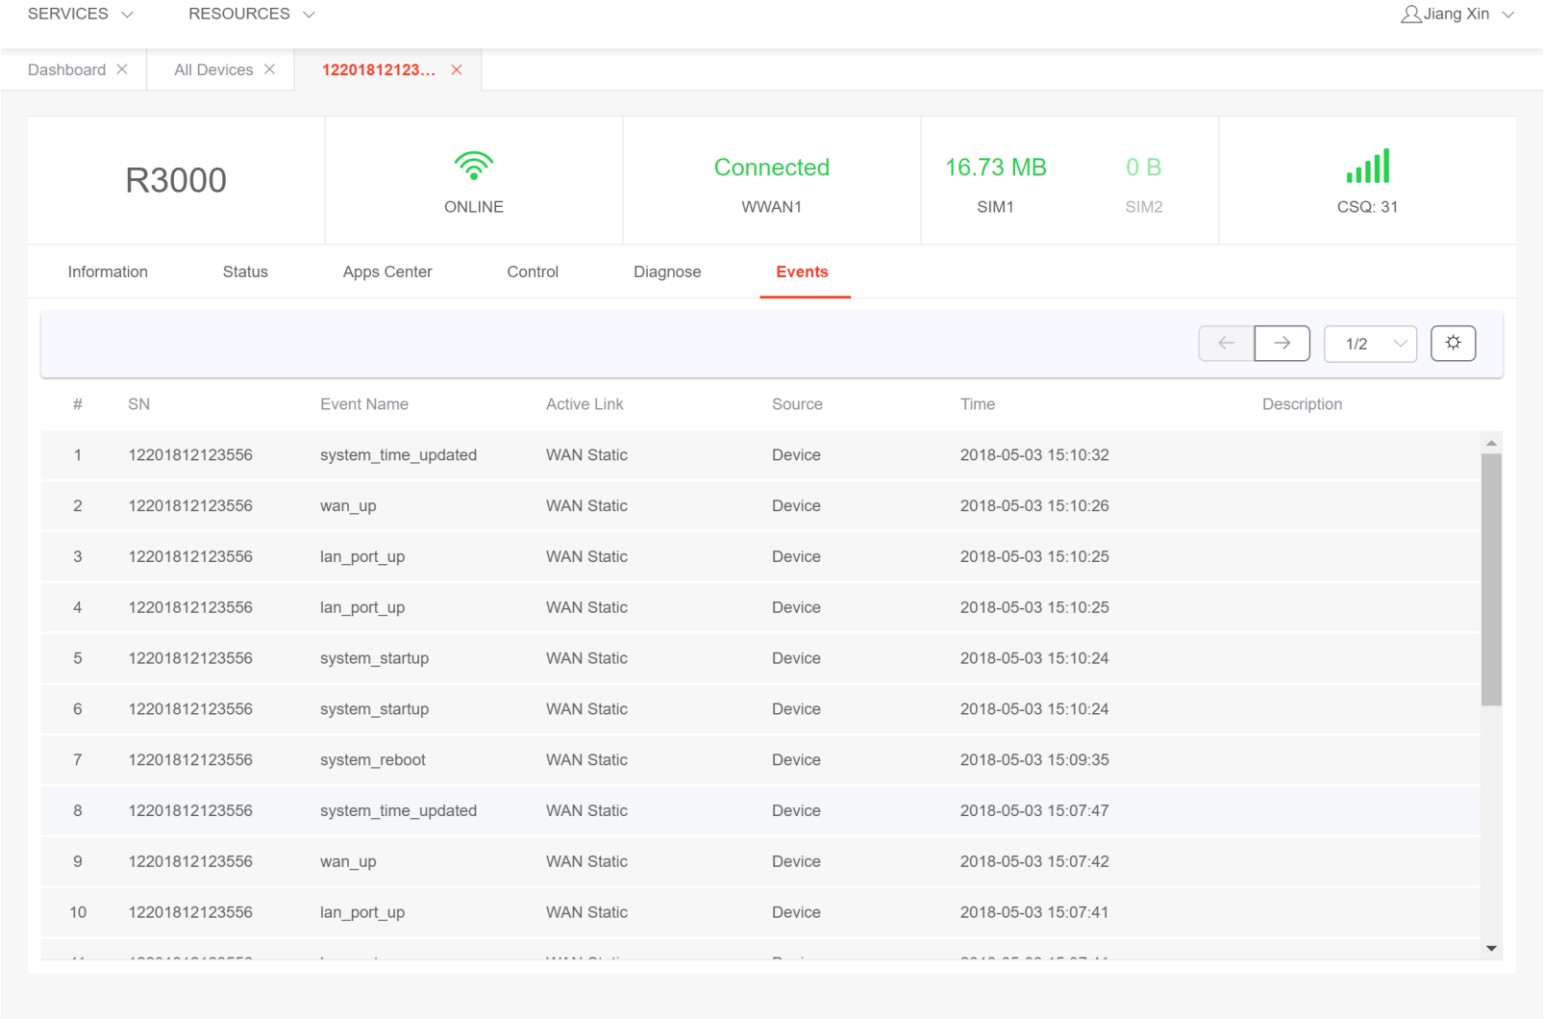 SERVICES RESOURCES Jiang Xin
Dashboard All Devices 12201812123...
R3000 ONLINE Connected WWAN1 16.73 MB SIM1 0 B SIM2 CSQ: 31
Information Status Apps Center Control Diagnose Events
1/2
# SN Event Name Active Link Source Time Description
1 12201812123556 system_time_updated WAN Static Device 2018-05-03 15:10:32
2 12201812123556 wan_up WAN Static Device 2018-05-03 15:10:26
3 12201812123556 lan_port_up WAN Static Device 2018-05-03 15:10:25
4 12201812123556 lan_port_up WAN Static Device 2018-05-03 15:10:25
5 12201812123556 system_startup WAN Static Device 2018-05-03 15:10:24
6 12201812123556 system_startup WAN Static Device 2018-05-03 15:10:24
7 12201812123556 system_reboot WAN Static Device 2018-05-03 15:09:35
8 12201812123556 system_time_updated WAN Static Device 2018-05-03 15:07:47
9 12201812123556 wan_up WAN Static Device 2018-05-03 15:07:42
10 12201812123556 lan_port_up WAN Static Device 2018-05-03 15:07:41